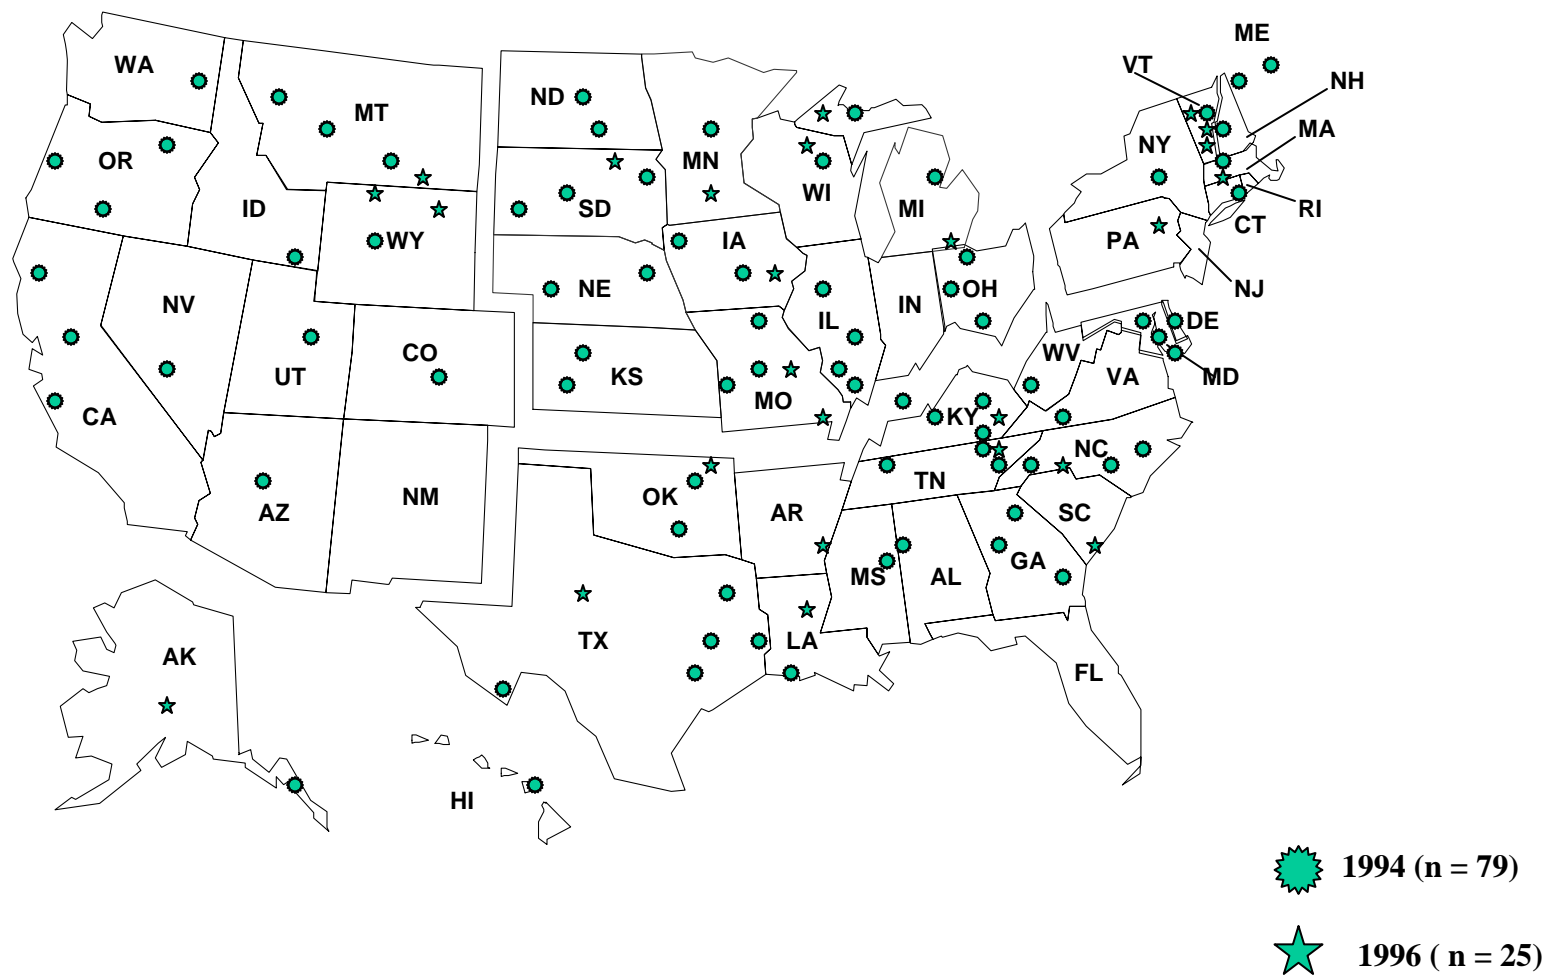 ME
WA
VT
NH
MT
ND
MA
OR
MN
NY
WI
ID
SD
MI
RI
WY
IA
PA
CT
NE
OH
NJ
NV
IN
IL
DE
CO
WV
UT
KS
VA
MD
MO
CA
KY
NC
TN
NM
OK
AZ
AR
SC
GA
MS
AL
TX
LA
AK
FL
HI
1994 (n = 79)
1996 ( n = 25)